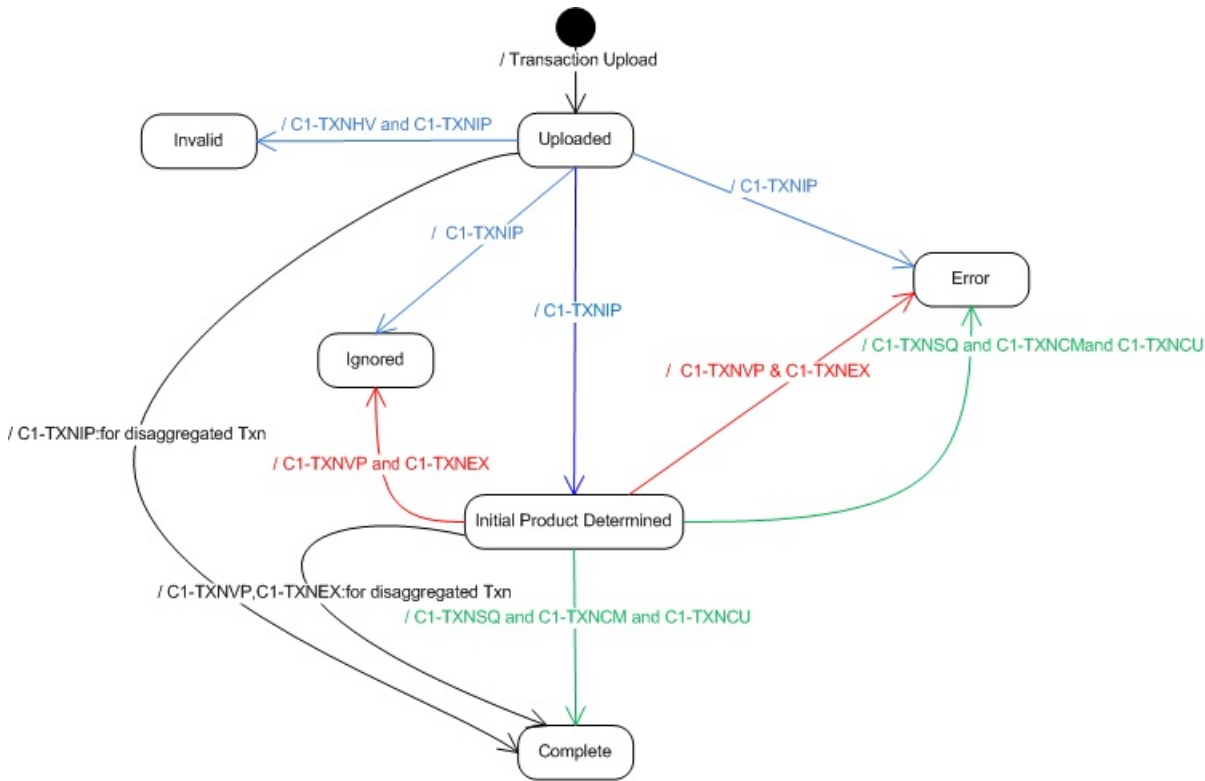 / Transaction Upload
/ C1-TXNHV and C1-TXNIP
Invalid
Uploaded
/ C1-TXNIP
/ C1-TXNIP
Error
/ C1-TXNIP
/ C1-TXNSQ and C1-TXNCMand C1-TXNCU
Ignored
/ C1-TXNVP & C1-TXNEX
/ C1-TXNIP:for disaggregated Txn
/ C1-TXNVP and C1-TXNEX
Initial Product Determined
/ C1-TXNVP,C1-TXNEX:for disaggregated Txn
/ C1-TXNSQ and C1-TXNCM and C1-TXNCU
Complete